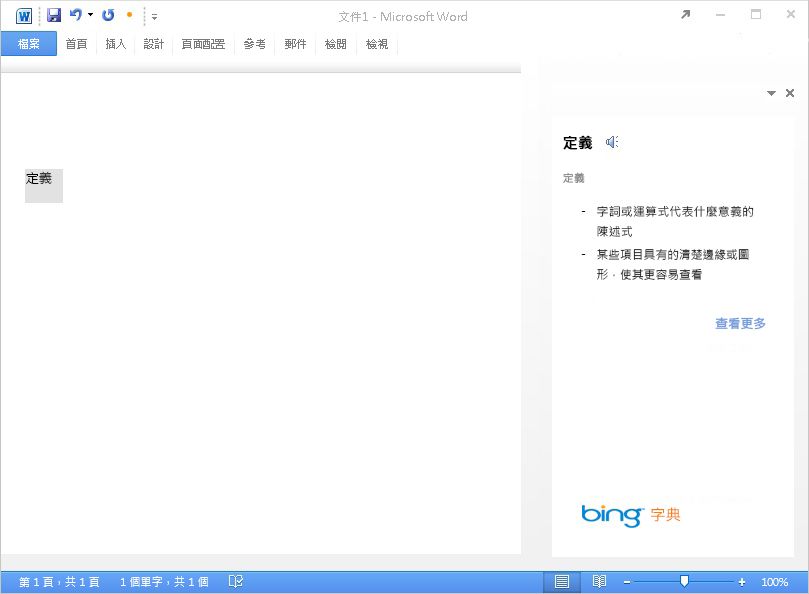 文件1 - Microsoft Word
檔案 首頁 插入 設計 頁面配置 參考 郵件 檢閱 檢視
定義
定義
定義
- 字詞或運算式代表什麼意義的
陳述式
- 某些項目具有的清楚邊緣或圖
形，使其更容易查看
查看更多
bing 字典
第 1 頁，共 1 頁 1 個單字，共 1 個 100%